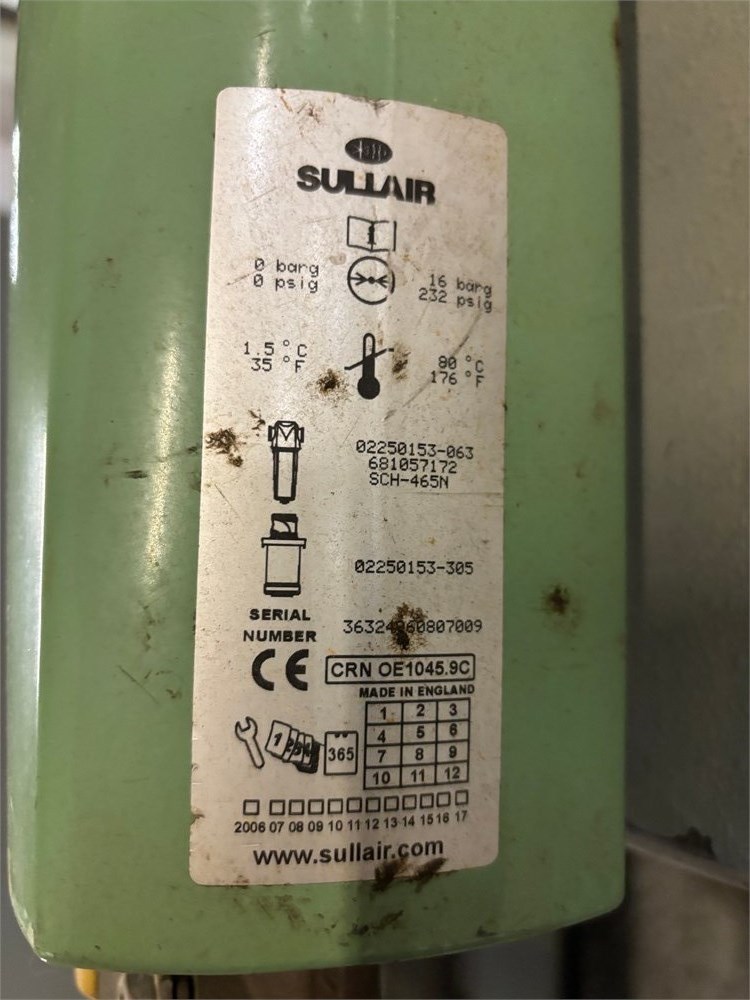 SULLAIR
0 barg
0 psig
16 barg
232 psig
1.5 °C
35 °F
80 °C
176 °F
02250153-063
681057172
SCH-465N
02250153-305
SERIAL
NUMBER
CE
CRN OE1045.9C
MADE IN ENGLAND
1 2 3
4 5 6
7 8 9
10 11 12
365
2006 07 08 09 10 11 12 13 14 15 16 17
www.sullair.com